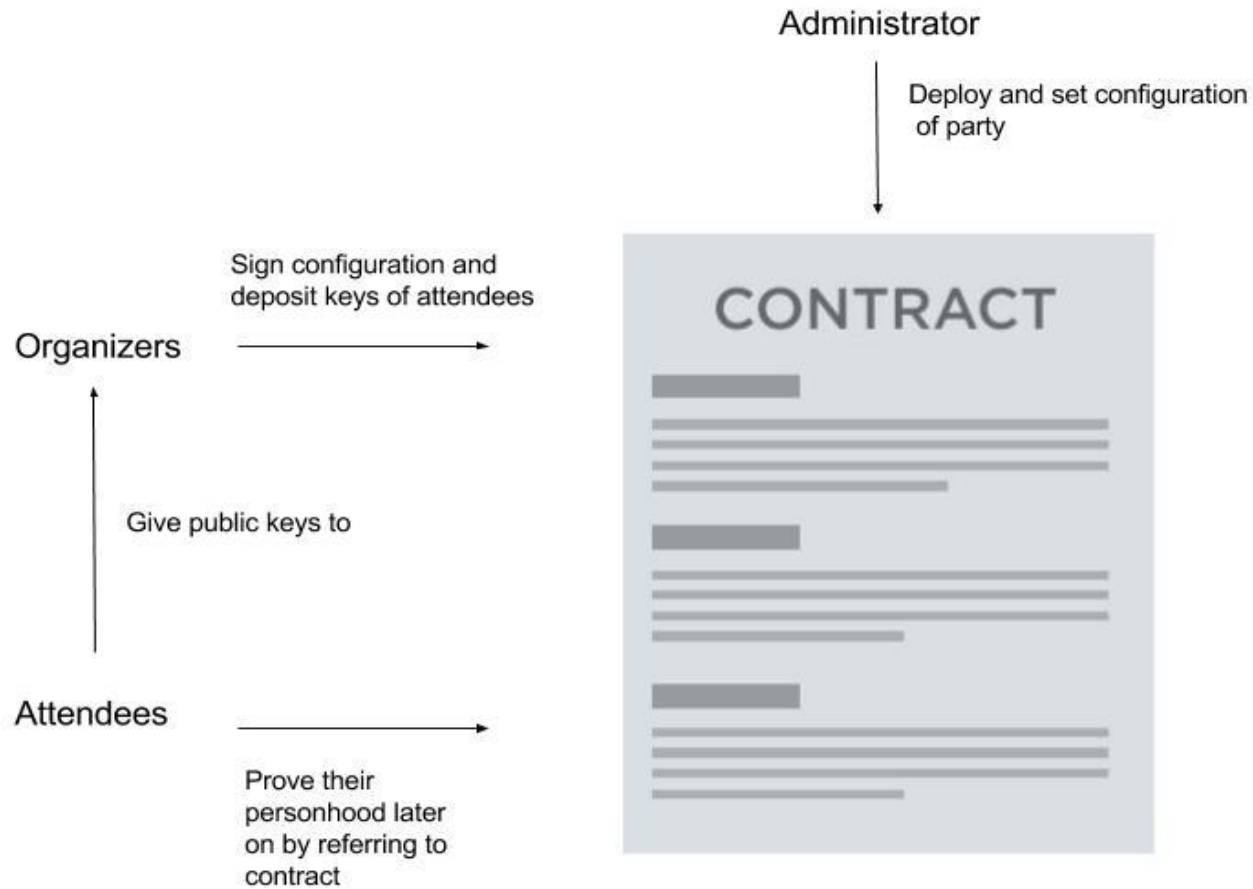 Administrator
Deploy and set configuration
of party
Sign configuration and
deposit keys of attendees
CONTRACT
Organizers
Give public keys to
Attendees
Prove their
personhood later
on by referring to
contract